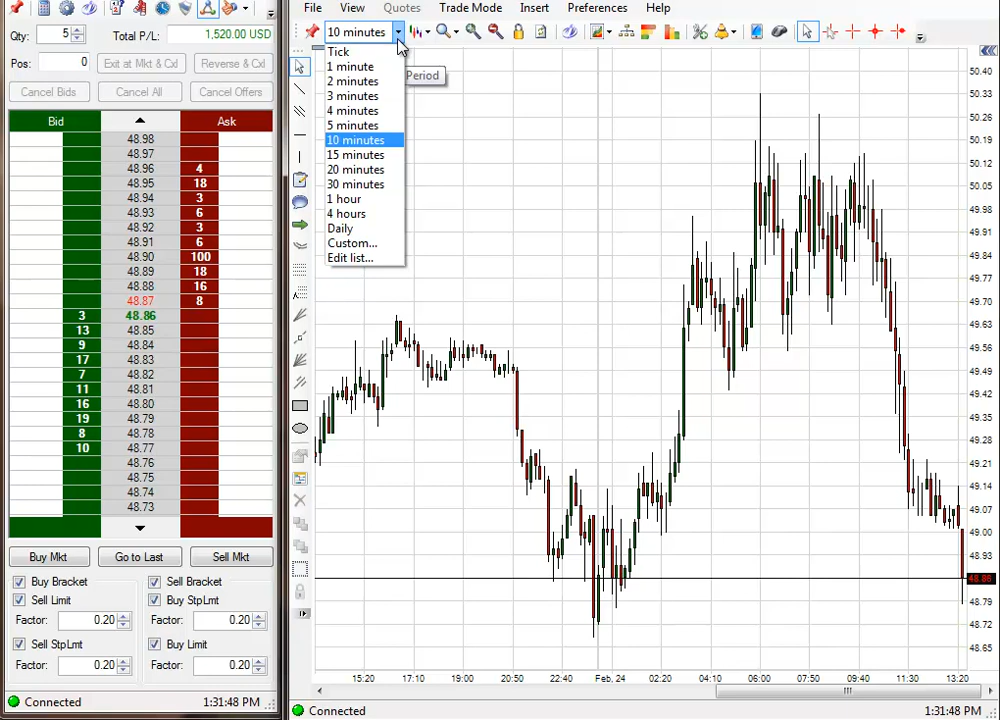 File View Quotes Trade Mode Insert Preferences Help
Qty: 5 Total P/L: 1,520.00 USD
10 minutes
Pos: 0 Exit at Mkt & Cxl Reverse & Cxl
Cancel Bids Cancel All Cancel Offers
Tick
1 minute
2 minutes
3 minutes
4 minutes
5 minutes
10 minutes
15 minutes
20 minutes
30 minutes
1 hour
4 hours
Daily
Custom...
Edit list...
Period
Bid Ask
48.98
48.97
48.96 4
48.95 18
48.94 3
48.93 6
48.92 3
48.91 6
48.90 100
48.89 18
48.88 16
48.87 8
3 48.86
13 48.85
9 48.84
17 48.83
7 48.82
11 48.81
16 48.80
19 48.79
8 48.78
10 48.77
48.76
48.75
48.74
48.73
Buy Mkt Go to Last Sell Mkt
Buy Bracket Sell Bracket
Sell Limit Buy StpLmt
Factor: 0.20 Factor: 0.20
Sell StpLmt Buy Limit
Factor: 0.20 Factor: 0.20
Connected 1:31:48 PM
50.40
50.33
50.26
50.19
50.12
50.05
49.98
49.91
49.84
49.77
49.70
49.63
49.56
49.49
49.42
49.35
49.28
49.21
49.14
49.07
49.00
48.93
48.86
48.79
48.72
48.65
15:20 17:10 19:00 20:50 22:40 Feb, 24 02:20 04:10 06:00 07:50 09:40 11:30 13:20
Connected 1:31:48 PM